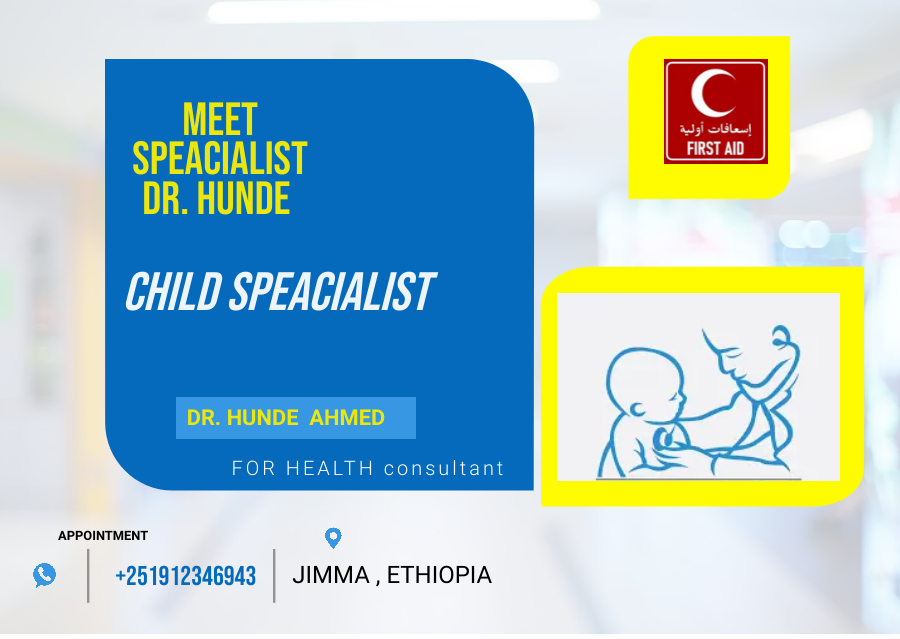 MEET
SPEACIALIST
DR. HUNDE
CHILD SPEACIALIST
DR. HUNDE AHMED
FOR HEALTH consultant
إسعافات أولية
FIRST AID
APPOINTMENT
+251912346943
JIMMA , ETHIOPIA